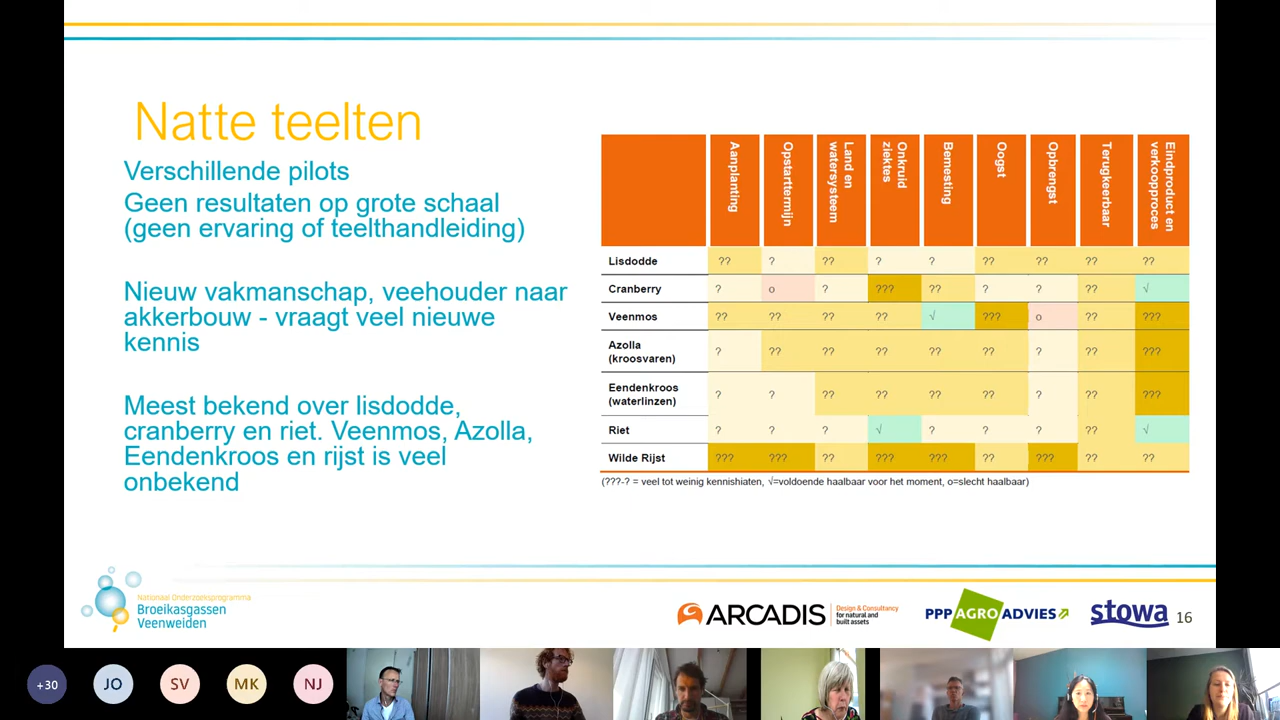 Natte teelten
Verschillende pilots
Geen resultaten op grote schaal
(geen ervaring of teelthandleiding)
Nieuw vakmanschap, veehouder naar
akkerbouw - vraagt veel nieuwe
kennis
Meest bekend over lisdodde,
cranberry en riet. Veenmos, Azolla,
Eendenkroos en rijst is veel
onbekend
Aanplanting
Opstarttermijn
Land en
watersysteem
Onkruid
ziektes
Bemesting
Oogst
Opbrengst
Terugkeerbaar
Eindproduct en
verkoopproces
Lisdodde ?? ? ?? ? ? ?? ?? ?? ??
Cranberry ? o ? ??? ?? ? ? ?? √
Veenmos ?? ?? ?? ?? √ ??? o ?? ???
Azolla
(kroosvaren) ? ?? ?? ?? ?? ?? ? ?? ???
Eendenkroos
(waterlinzen) ? ? ?? ?? ?? ?? ? ?? ???
Riet ? ? ? √ ? ? ? ?? √
Wilde Rijst ??? ??? ?? ??? ??? ?? ??? ?? ??
(???-? = veel tot weinig kennishiaten, √=voldoende haalbaar voor het moment, o=slecht haalbaar)
Nationaal Onderzoeksprogramma
Broeikasgassen
Veenweiden
ARCADIS
Design & Consultancy
for natural and
built assets
PPP AGRO ADVIES
stowa
16
+30
JO
SV
MK
NJ